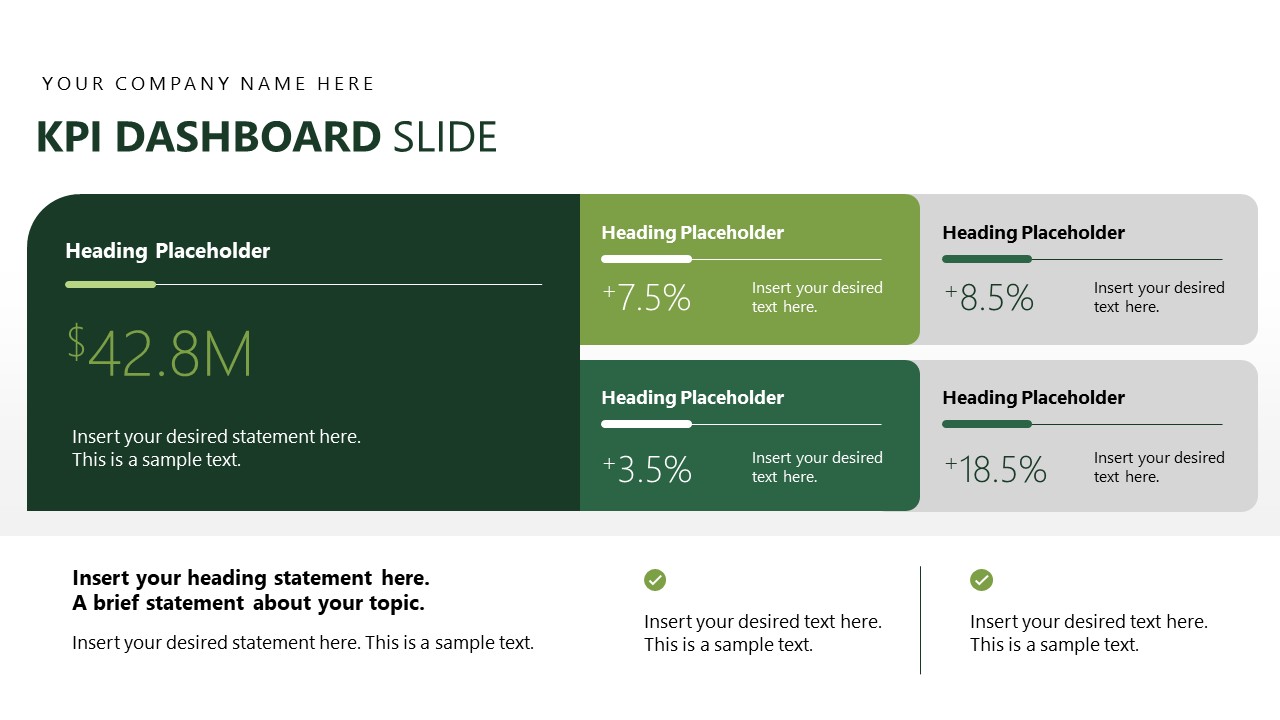 YOUR COMPANY NAME HERE
KPI DASHBOARD SLIDE
Heading Placeholder
$42.8M
Insert your desired statement here.
This is a sample text.
Heading Placeholder
+7.5%
Insert your desired
text here.
Heading Placeholder
+8.5%
Insert your desired
text here.
Heading Placeholder
+3.5%
Insert your desired
text here.
Heading Placeholder
+18.5%
Insert your desired
text here.
Insert your heading statement here.
A brief statement about your topic.
Insert your desired statement here. This is a sample text.
Insert your desired text here.
This is a sample text.
Insert your desired text here.
This is a sample text.